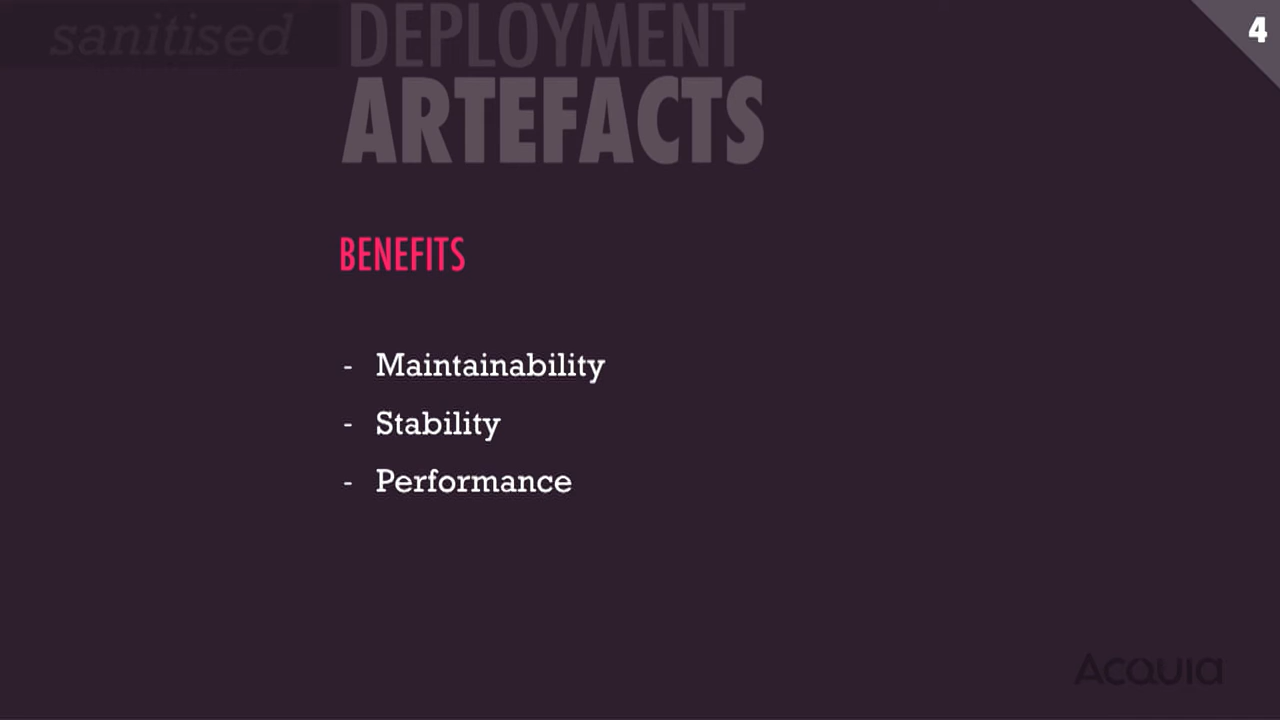 sanitised DEPLOYMENT
ARTEFACTS
4
BENEFITS
- Maintainability
- Stability
- Performance
Acquia